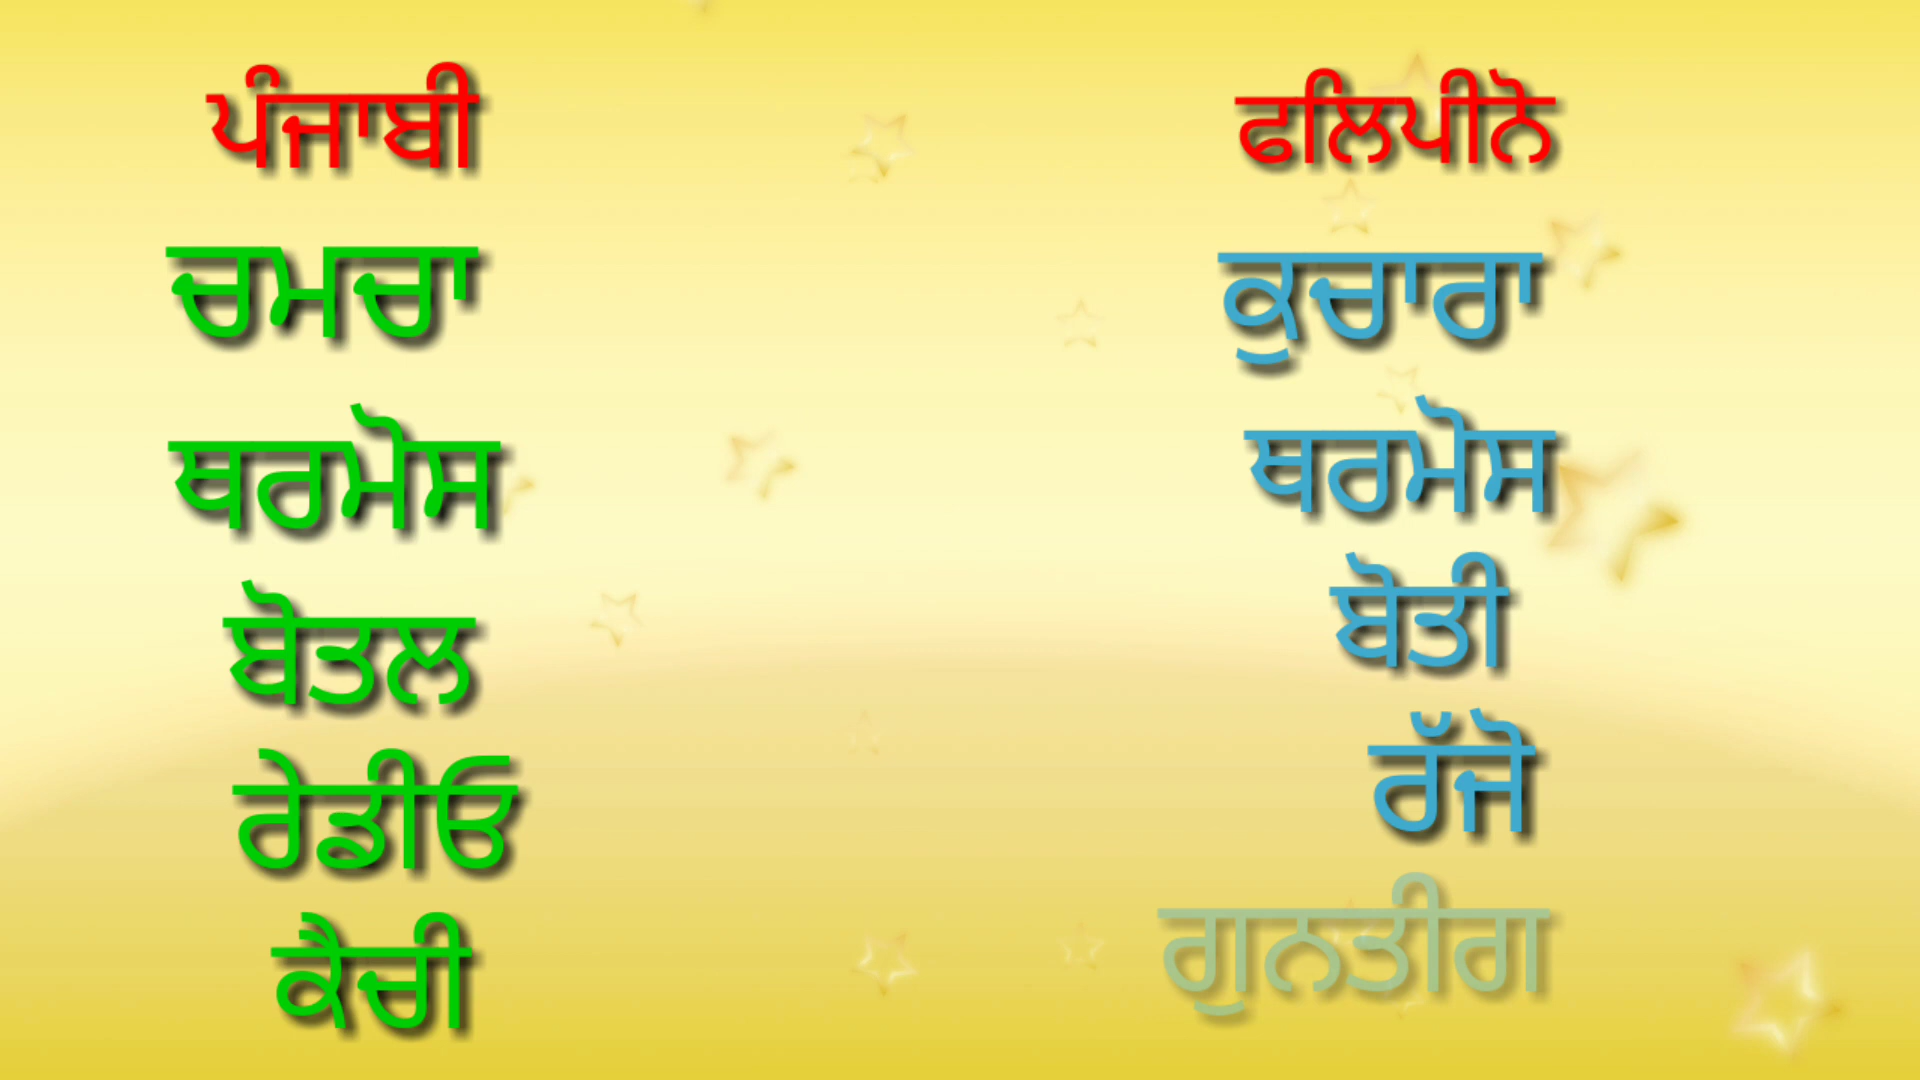 ਪੰਜਾਬੀ ਫਲਿਪੀਨੋ
ਚਮਚਾ ਕੁਚਾਰਾ
ਥਰਮੋਸ ਥਰਮੋਸ
ਬੋਤਲ ਬੋਤੀ
ਰੇਡੀਓ ਰੱਜੋ
ਕੈਚੀ ਗੁਨਤੀਗ